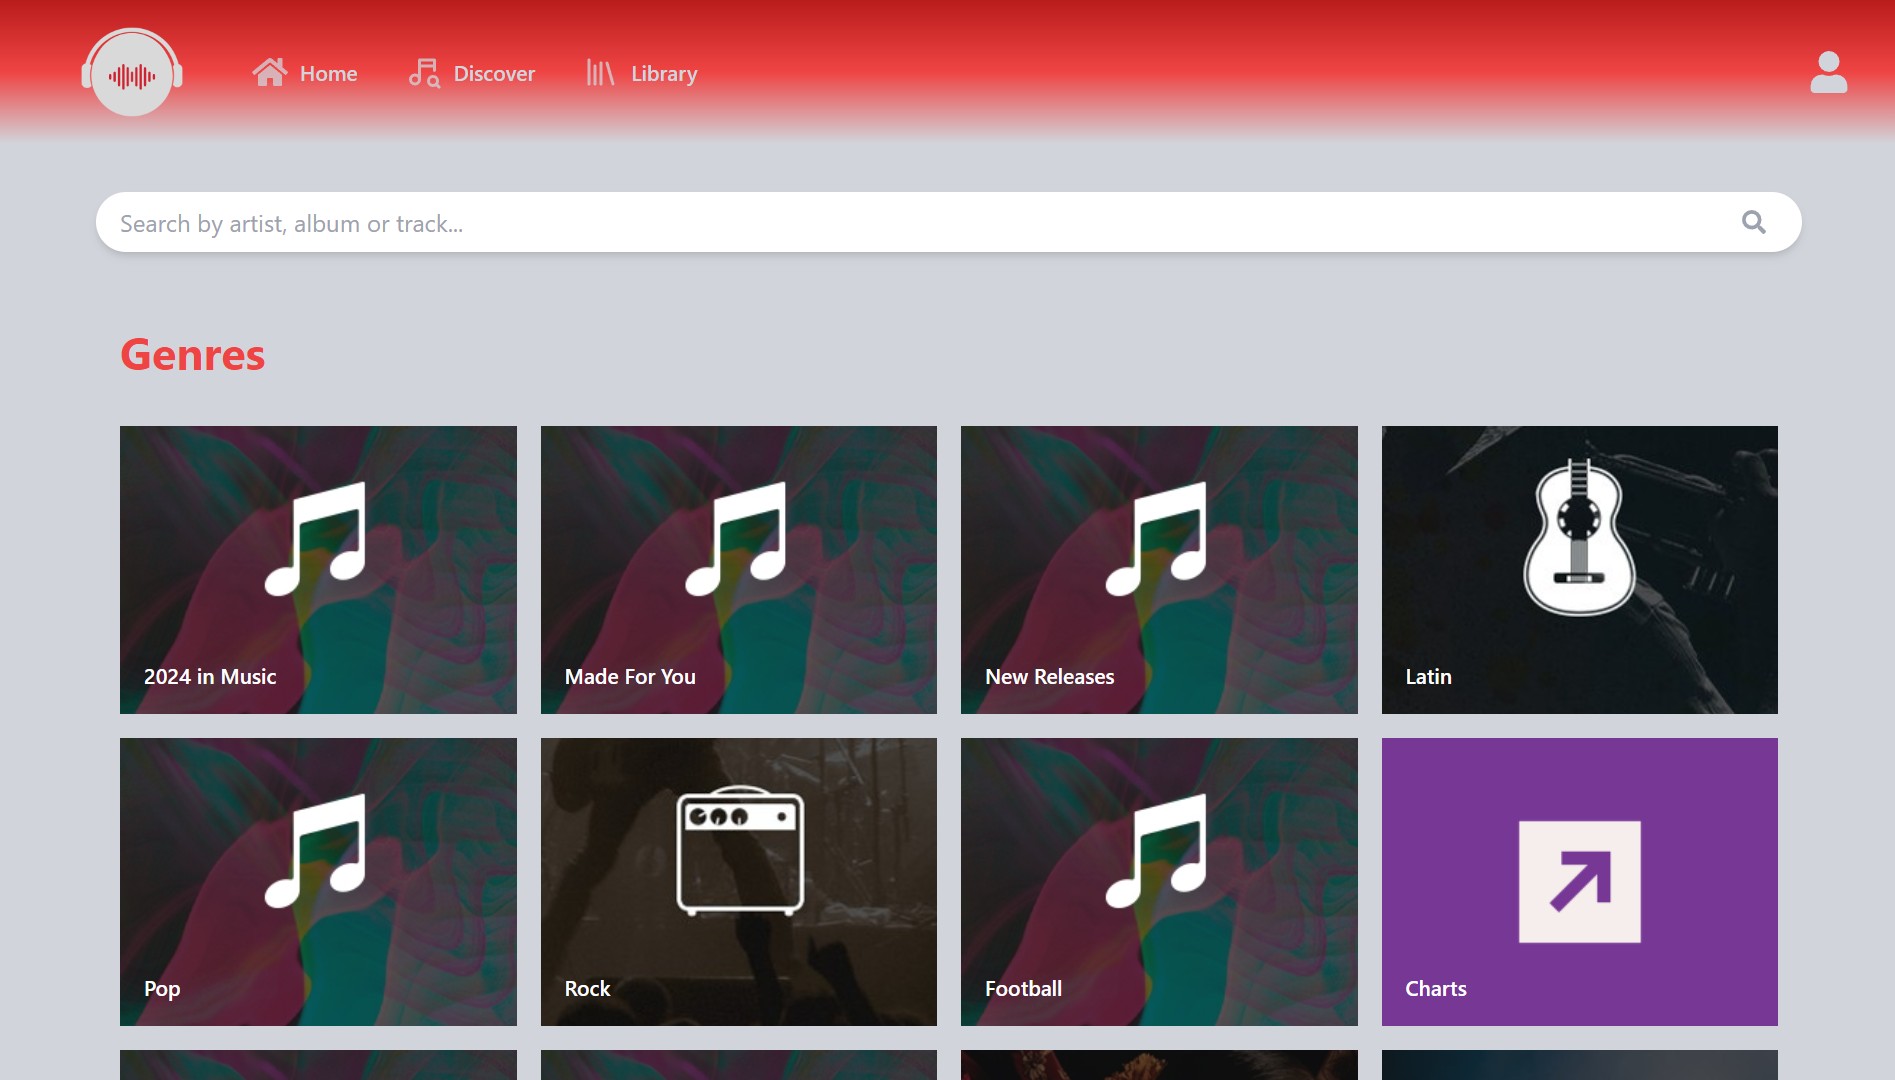 Home
Discover
Library
Search by artist, album or track...
Genres
2024 in Music
Made For You
New Releases
Latin
Pop
Rock
Football
Charts